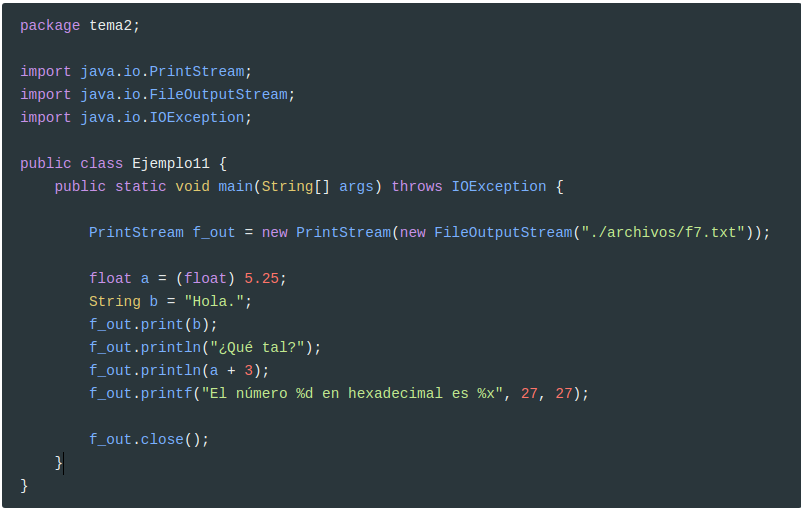 package tema2;
import java.io.PrintStream;
import java.io.FileOutputStream;
import java.io.IOException;
public class Ejemplo11 {
    public static void main(String[] args) throws IOException {
        PrintStream f_out = new PrintStream(new FileOutputStream("./archivos/f7.txt"));
        float a = (float) 5.25;
        String b = "Hola.";
        f_out.print(b);
        f_out.println("¿Qué tal?");
        f_out.println(a + 3);
        f_out.printf("El número %d en hexadecimal es %x", 27, 27);
        f_out.close();
    }
}